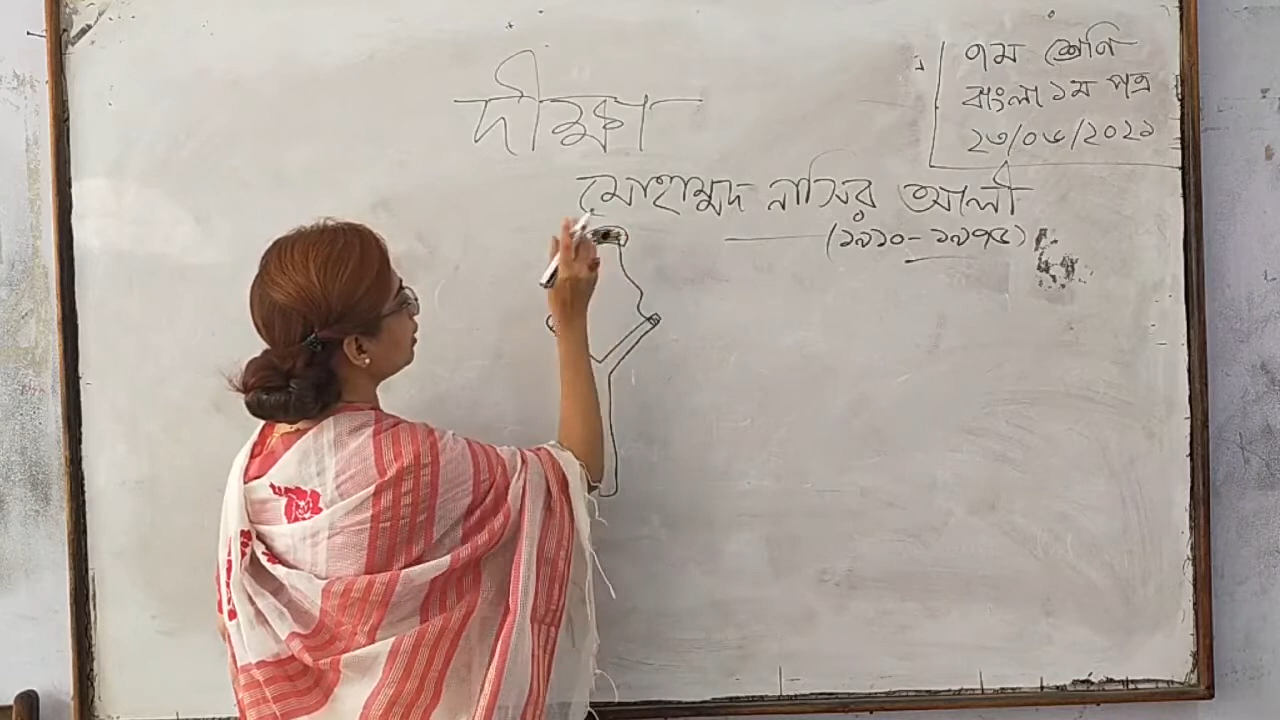 দীক্ষা
মোহাম্মদ নাসির আলী
(১৯১০-১৯৭৫)
৭ম শ্রেণি
বাংলা ১ম পত্র
২৩/০৬/২০২১